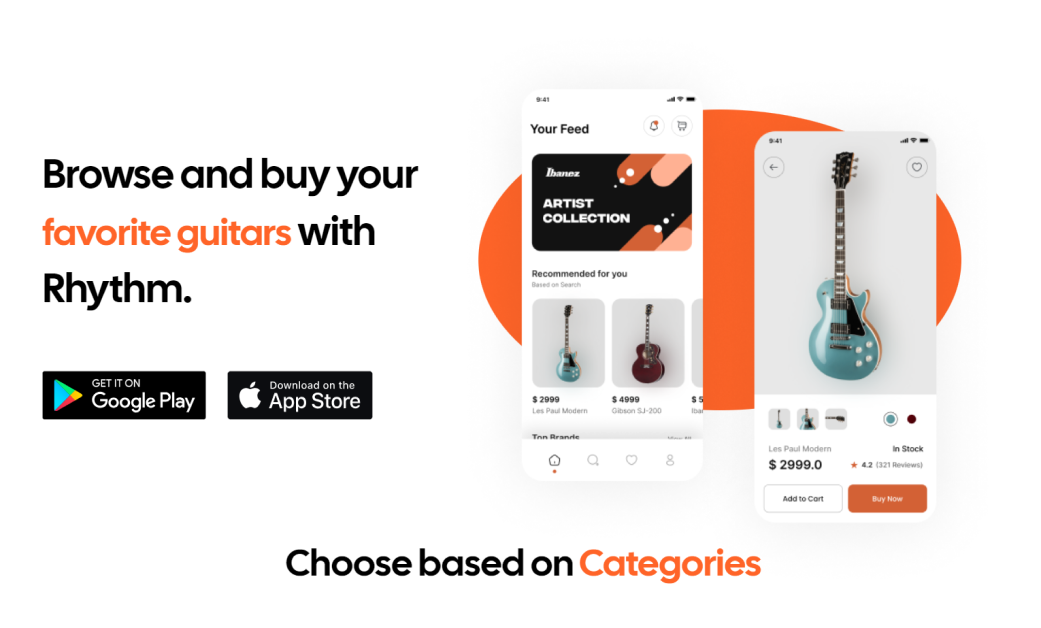 Browse and buy your
favorite guitars with
Rhythm.
GET IT ON
Google Play
Download on the
App Store
9:41
Your Feed
Ibanez
ARTIST
COLLECTION
Recommended for you
Based on Search
$ 2999
Les Paul Modern
$ 4999
Gibson SJ-200
$ 5
Iba
Top Brands
View All
9:41
Les Paul Modern
In Stock
$ 2999.0
4.2 (321 Reviews)
Add to Cart
Buy Now
Choose based on Categories